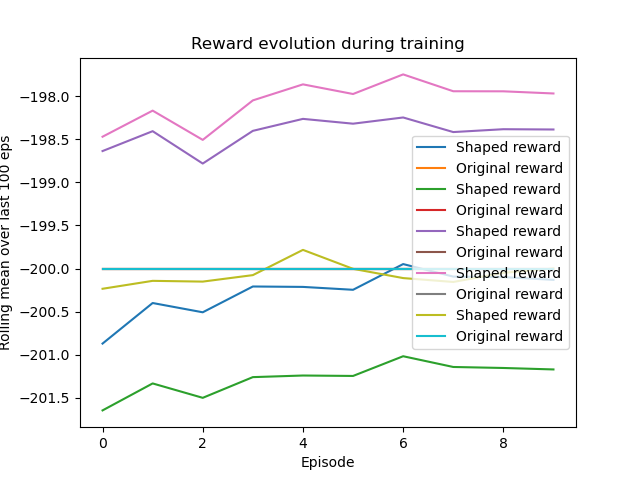 Reward evolution during training
Rolling mean over last 100 eps
−198.0
−198.5
−199.0
−199.5
−200.0
−200.5
−201.0
−201.5
Shaped reward
Original reward
Shaped reward
Original reward
Shaped reward
Original reward
Shaped reward
Original reward
Shaped reward
Original reward
0 2 4 6 8
Episode